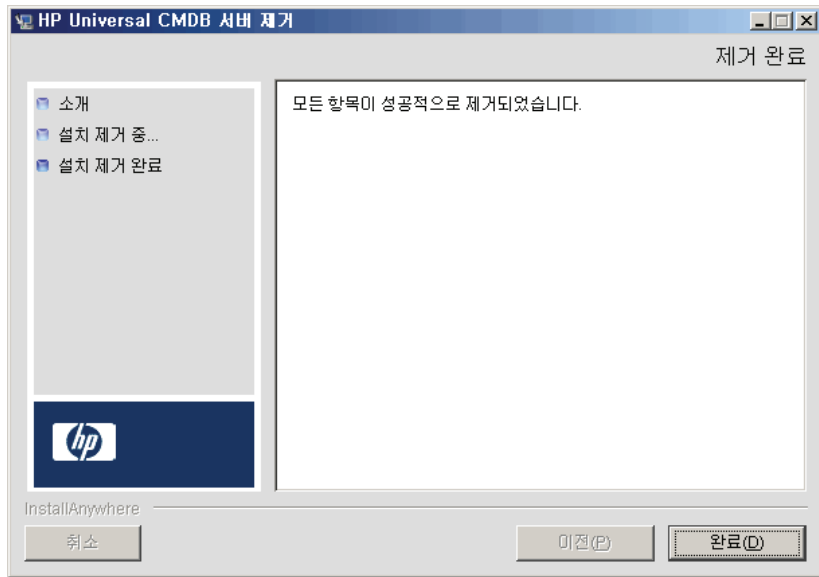 HP Universal CMDB 서버 제거
제거 완료
소개
설치 제거 중...
설치 제거 완료
모든 항목이 성공적으로 제거되었습니다.
hp
InstallAnywhere
취소
이전(P)
완료(D)